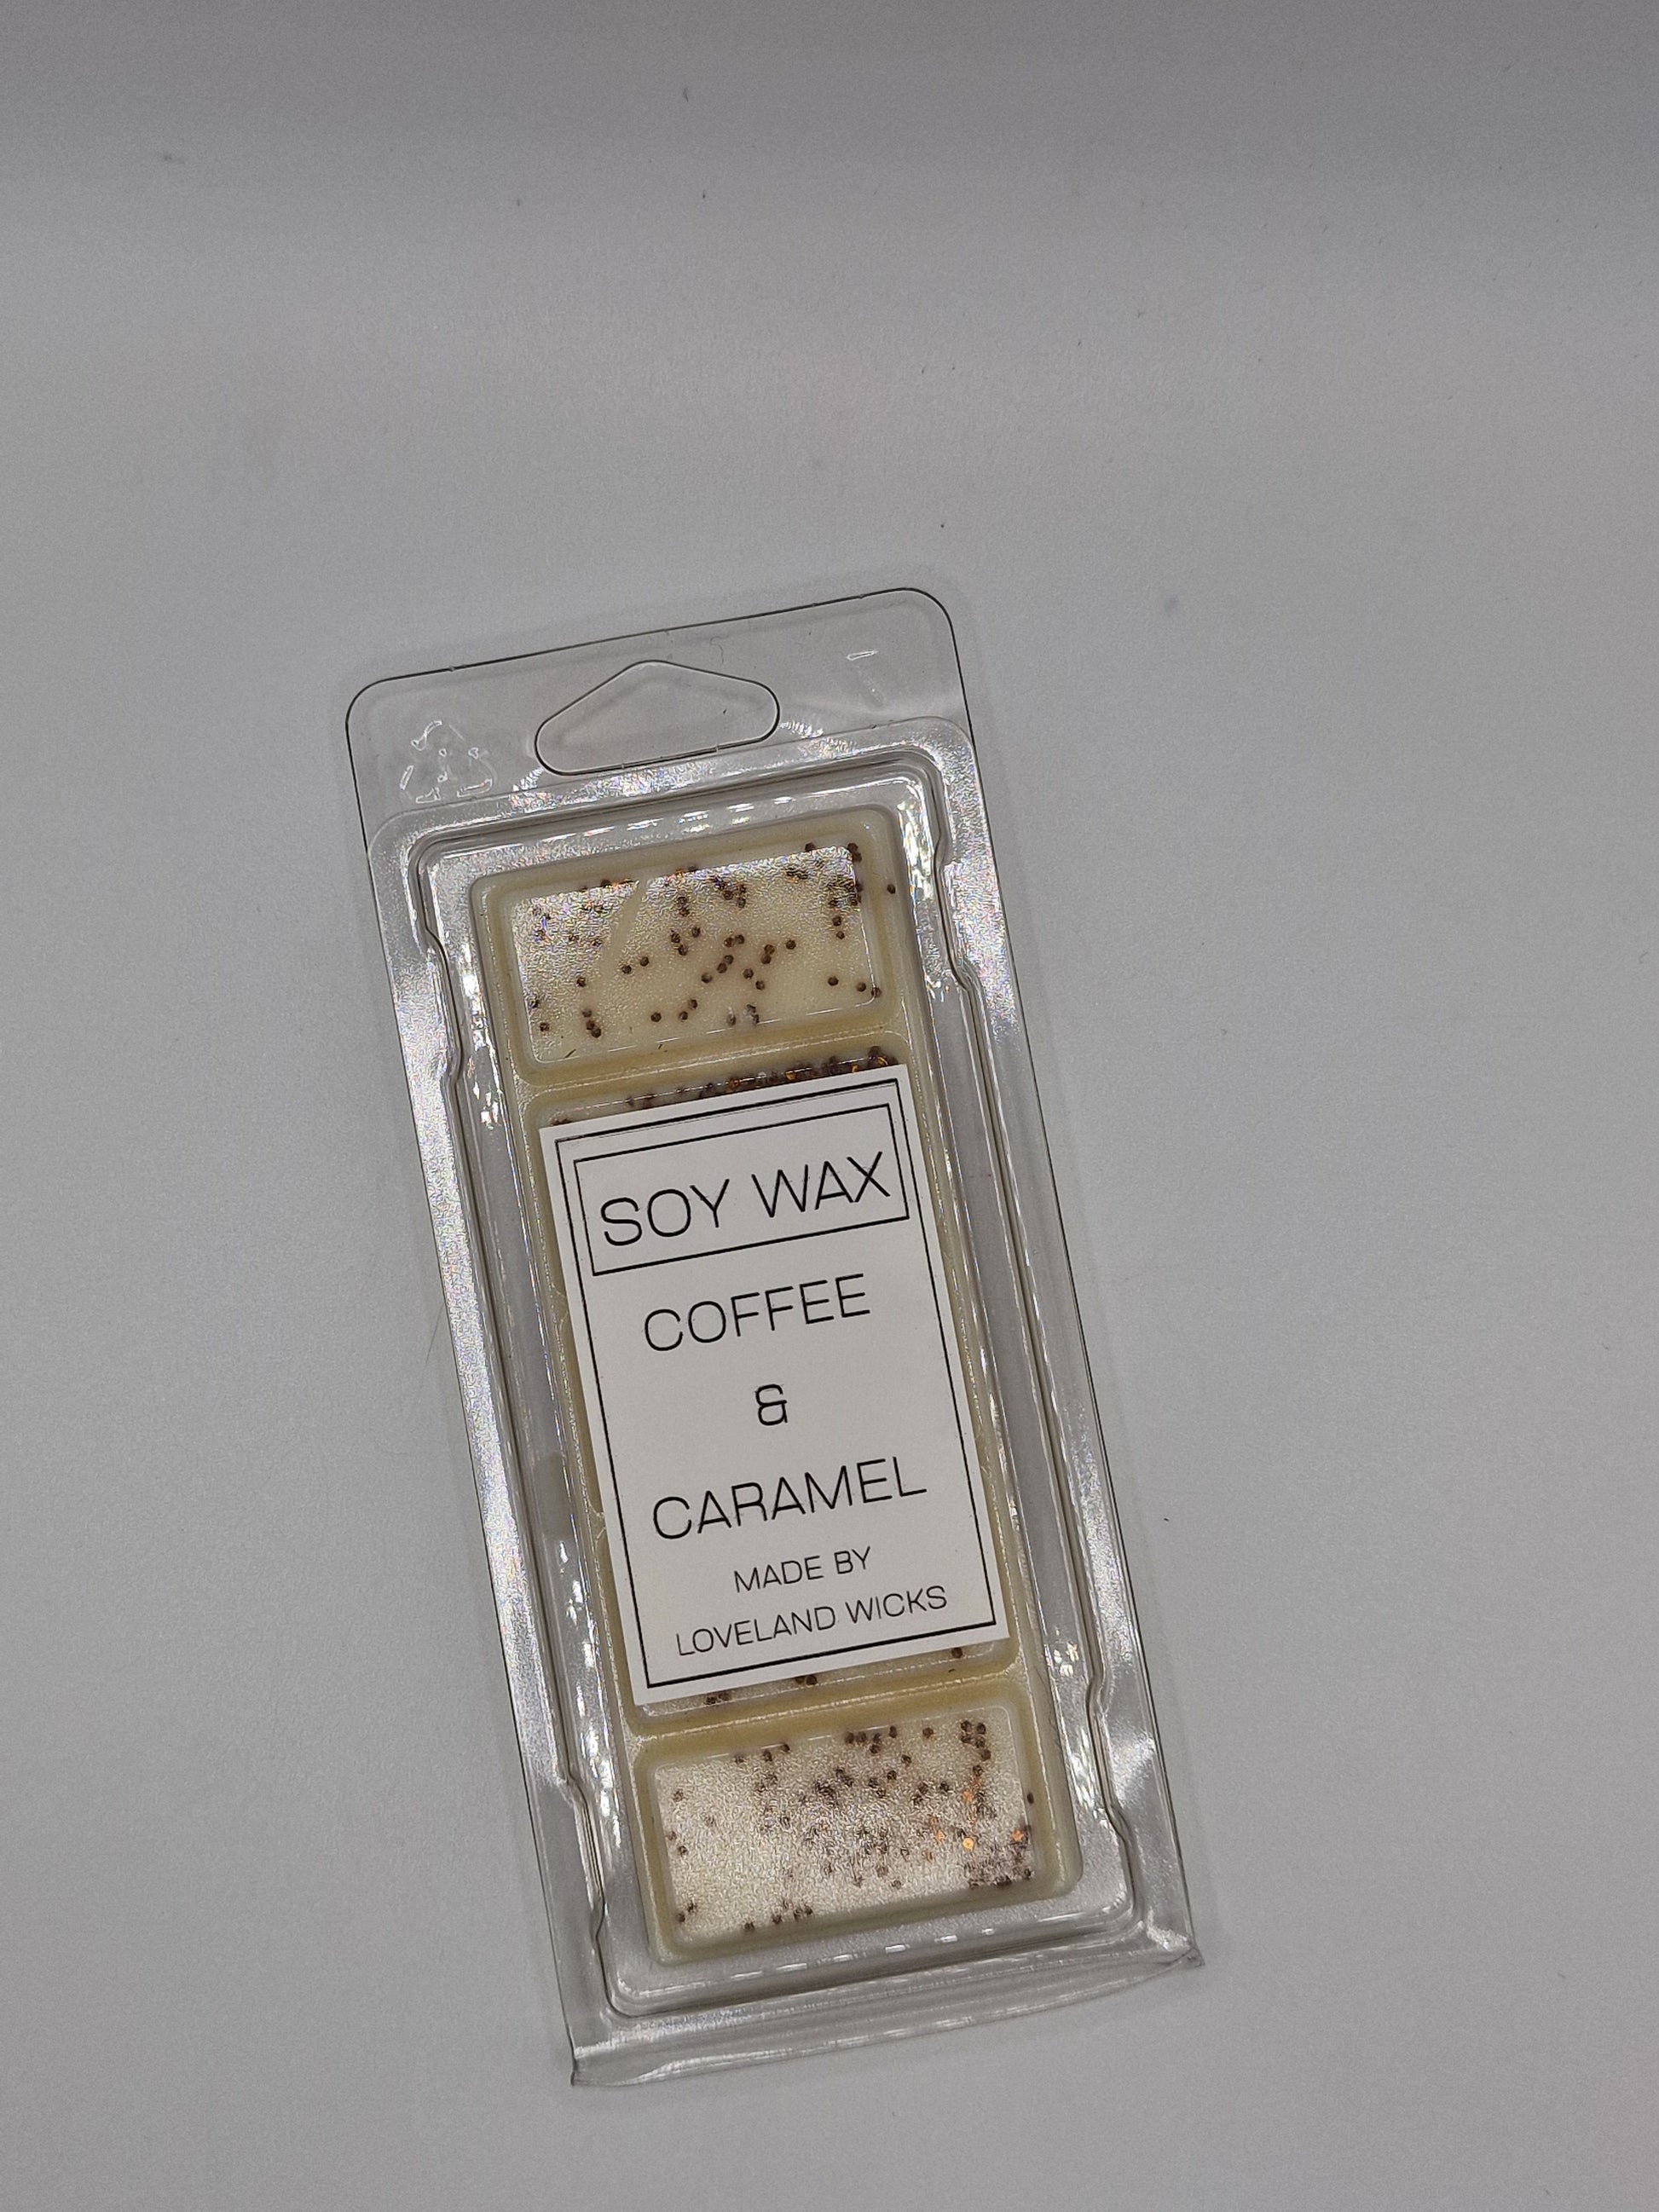 SOY WAX
COFFEE
&
CARAMEL
MADE BY
LOVELAND WICKS